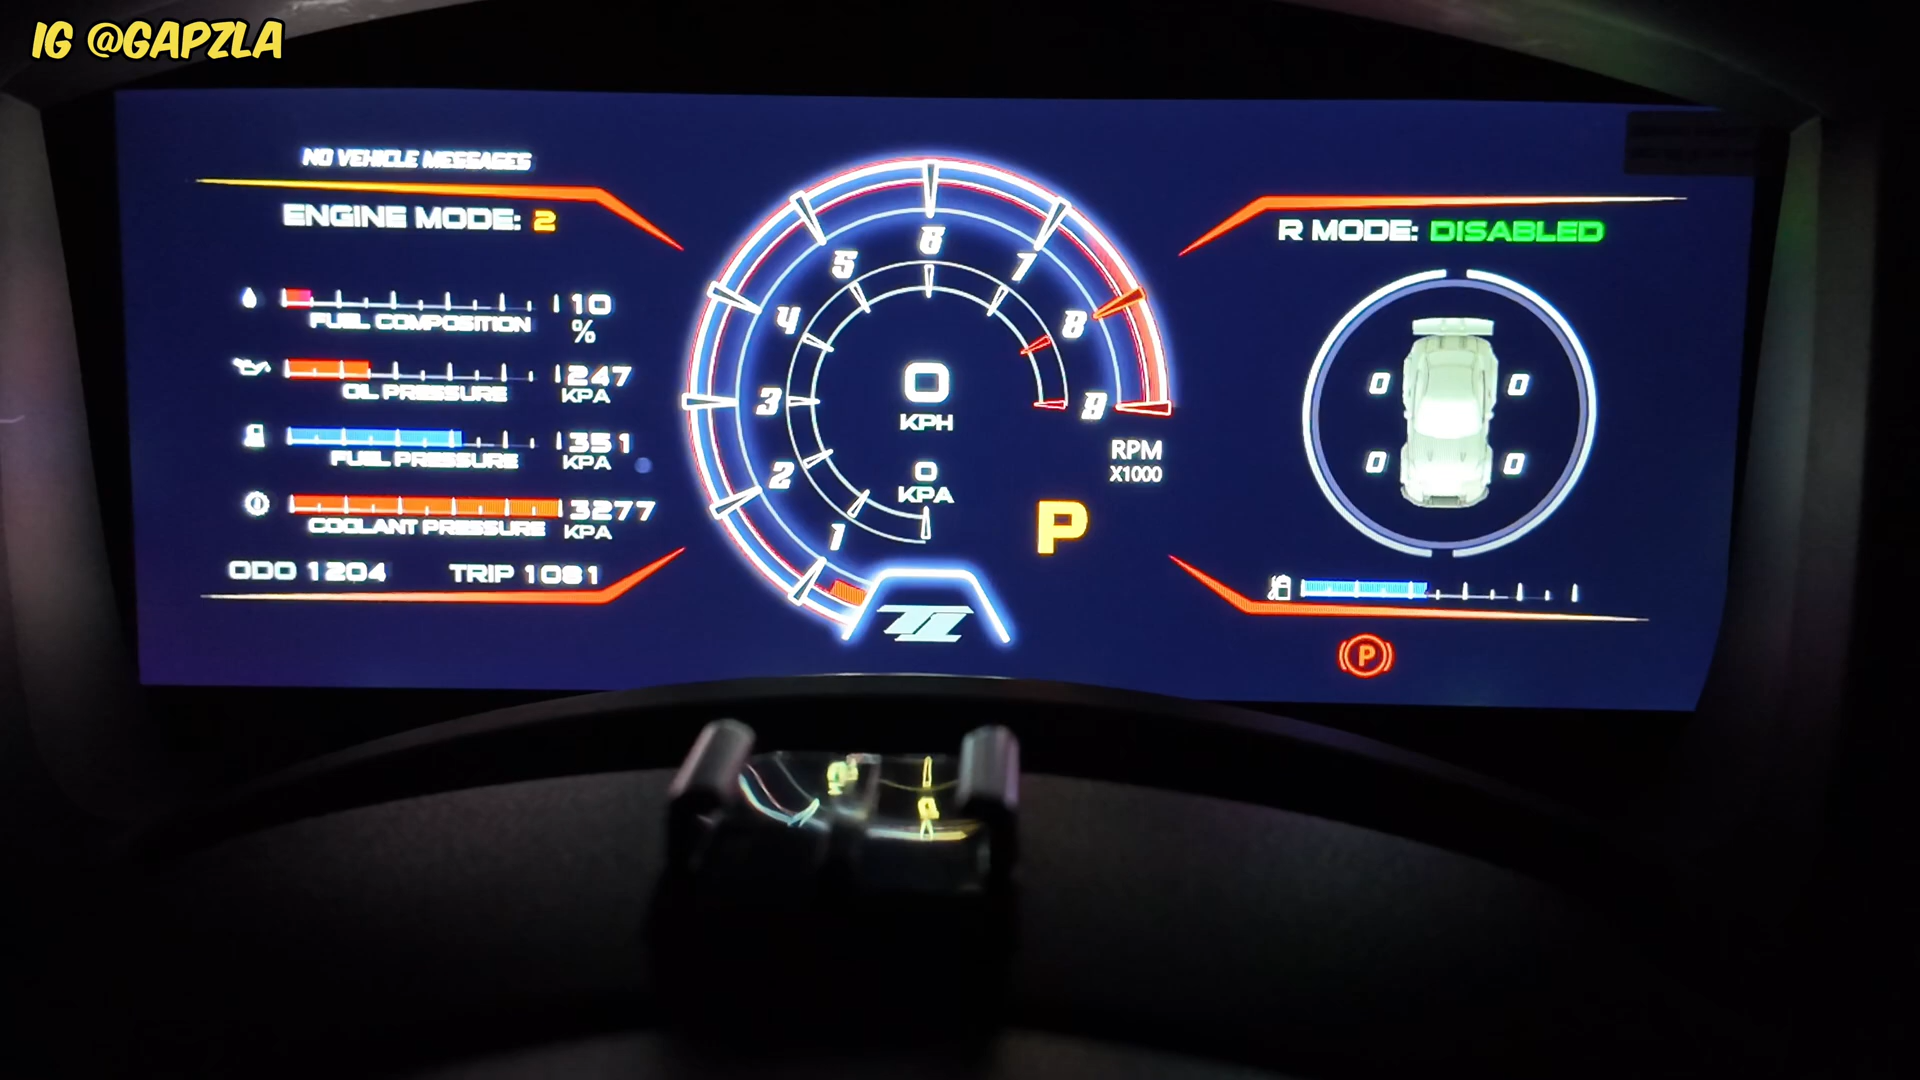 IG @GAPZLA
NO VEHICLE MESSAGES
ENGINE MODE: 2
10
FUEL COMPOSITION
%
247
OIL PRESSURE
KPA
351
FUEL PRESSURE
KPA
3277
COOLANT PRESSURE
KPA
ODO 1204 TRIP 1081
1
2
3
4
5
6
7
8
9
RPM
X1000
0
KPH
0
KPA
P
R MODE: DISABLED
0 0
0 0
P